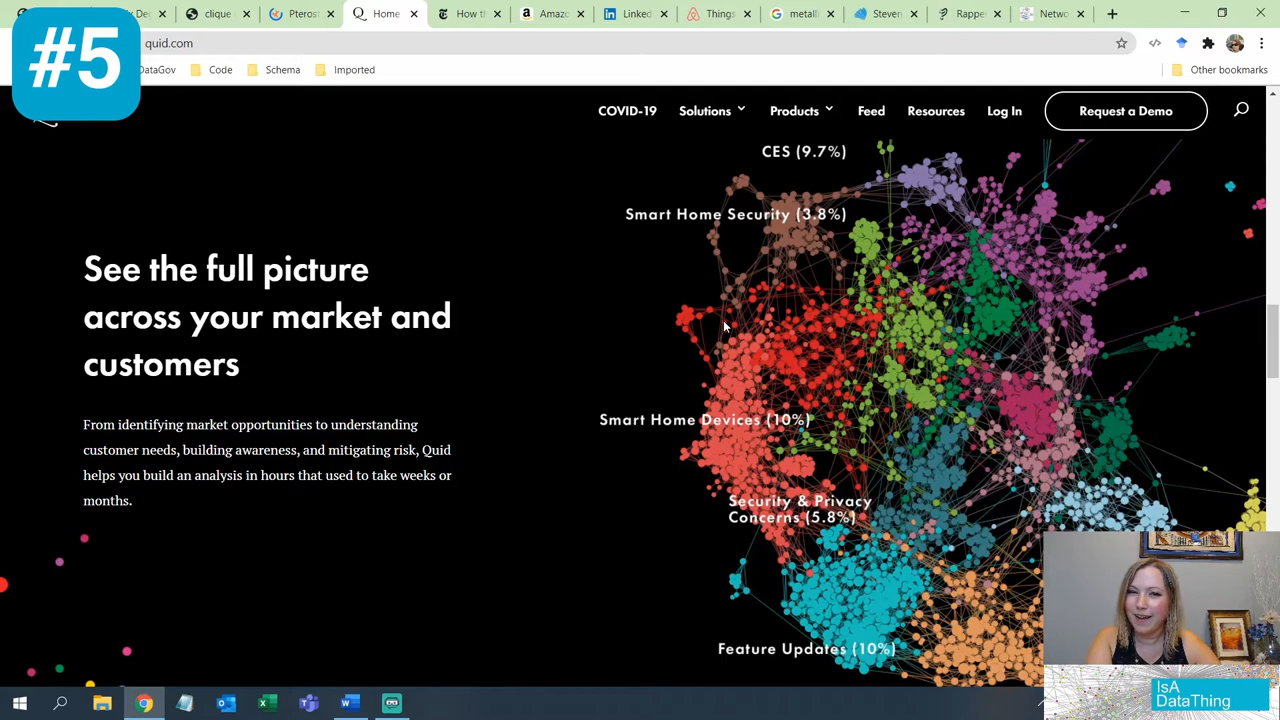 #5
clique
Pterost
Home
How th
Amazo
Linked
Things
metalli
Steven
Rappe
Netwo
quid.com
DataGov
Code
Schema
Imported
Other bookmarks
COVID-19
Solutions
Products
Feed
Resources
Log In
Request a Demo
CES (9.7%)
Smart Home Security (3.8%)
See the full picture
across your market and
customers
Smart Home Devices (10%)
From identifying market opportunities to understanding
customer needs, building awareness, and mitigating risk, Quid
helps you build an analysis in hours that used to take weeks or
months.
Security & Privacy
Concerns (5.8%)
Feature Updates (10%)
IsA
DataThing